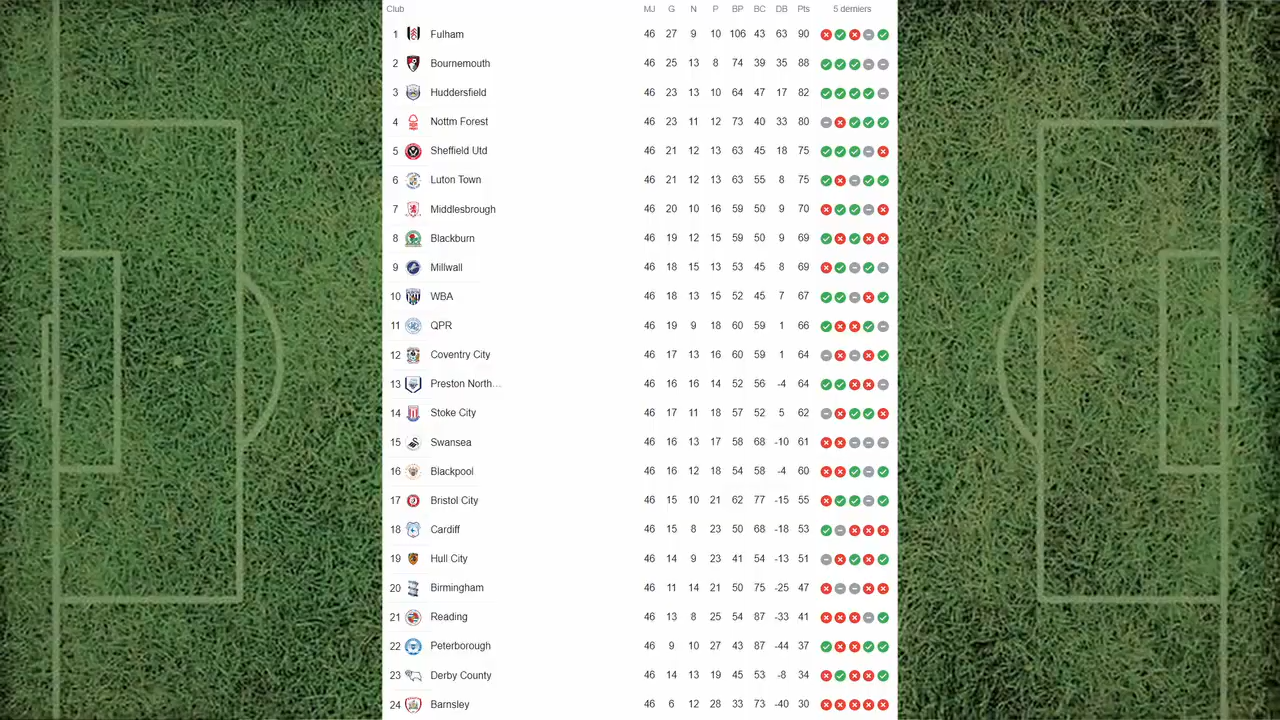 Club MJ G N P BP BC DB Pts 5 derniers
1 Fulham 46 27 9 10 106 43 63 90
2 Bournemouth 46 25 13 8 74 39 35 88
3 Huddersfield 46 23 13 10 64 47 17 82
4 Nottm Forest 46 23 11 12 73 40 33 80
5 Sheffield Utd 46 21 12 13 63 45 18 75
6 Luton Town 46 21 12 13 63 55 8 75
7 Middlesbrough 46 20 10 16 59 50 9 70
8 Blackburn 46 19 12 15 59 50 9 69
9 Millwall 46 18 15 13 53 45 8 69
10 WBA 46 18 13 15 52 45 7 67
11 QPR 46 19 9 18 60 59 1 66
12 Coventry City 46 17 13 16 60 59 1 64
13 Preston North... 46 16 16 14 52 56 -4 64
14 Stoke City 46 17 11 18 57 52 5 62
15 Swansea 46 16 13 17 58 68 -10 61
16 Blackpool 46 16 12 18 54 58 -4 60
17 Bristol City 46 15 10 21 62 77 -15 55
18 Cardiff 46 15 8 23 50 68 -18 53
19 Hull City 46 14 9 23 41 54 -13 51
20 Birmingham 46 11 14 21 50 75 -25 47
21 Reading 46 13 8 25 54 87 -33 41
22 Peterborough 46 9 10 27 43 87 -44 37
23 Derby County 46 14 13 19 45 53 -8 34
24 Barnsley 46 6 12 28 33 73 -40 30